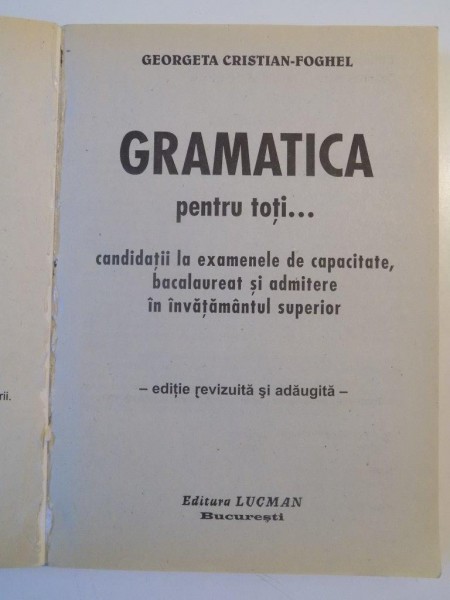 GEORGETA CRISTIAN-FOGHEL
GRAMATICA
pentru toți...
candidații la examenele de capacitate,
bacalaureat și admitere
în învățământul superior
– ediție revizuită și adăugită –
rii.
Editura LUCMAN
București